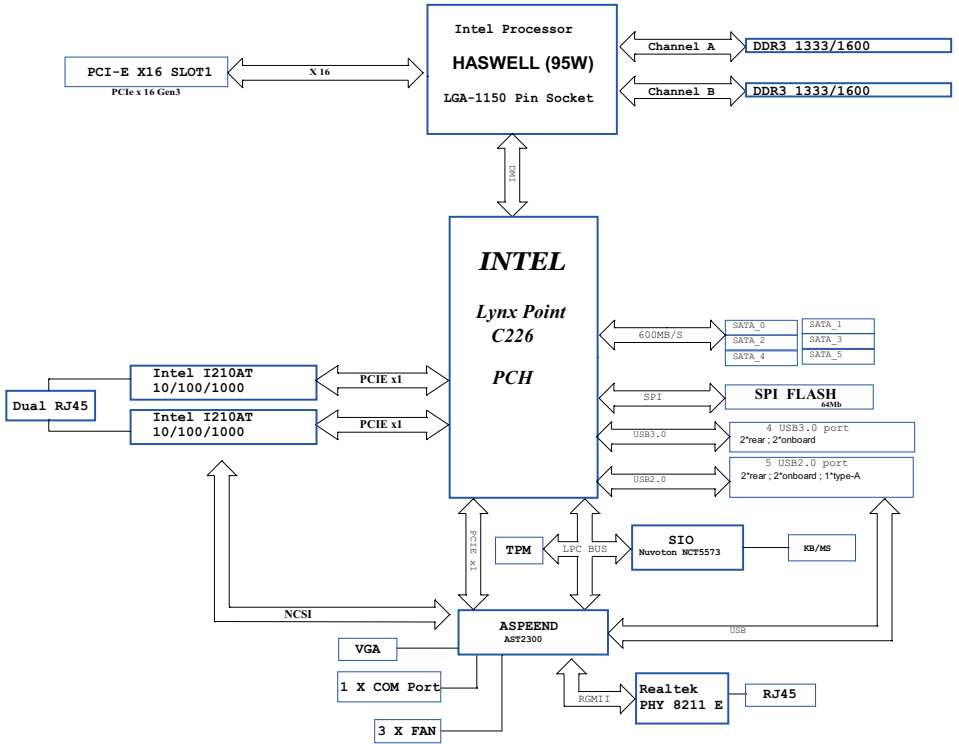 Intel Processor
HASWELL (95W)
LGA-1150 Pin Socket
PCI-E X16 SLOT1
PCIe x 16 Gen3
X 16
Channel A
DDR3 1333/1600
Channel B
DDR3 1333/1600
DMI
INTEL
Lynx Point
C226
PCH
600MB/S
SATA_0
SATA_1
SATA_2
SATA_3
SATA_4
SATA_5
SPI
SPI FLASH
64Mb
USB3.0
4 USB3.0 port
2*rear ; 2*onboard
USB2.0
5 USB2.0 port
2*rear ; 2*onboard ; 1*type-A
Intel I210AT
10/100/1000
PCIE x1
Dual RJ45
Intel I210AT
10/100/1000
PCIE x1
PCIE x1
TPM
LPC BUS
SIO
Nuvoton NCT5573
KB/MS
NCSI
ASPEEND
AST2300
USB
VGA
1 X COM Port
3 X FAN
RGMII
Realtek
PHY 8211 E
RJ45